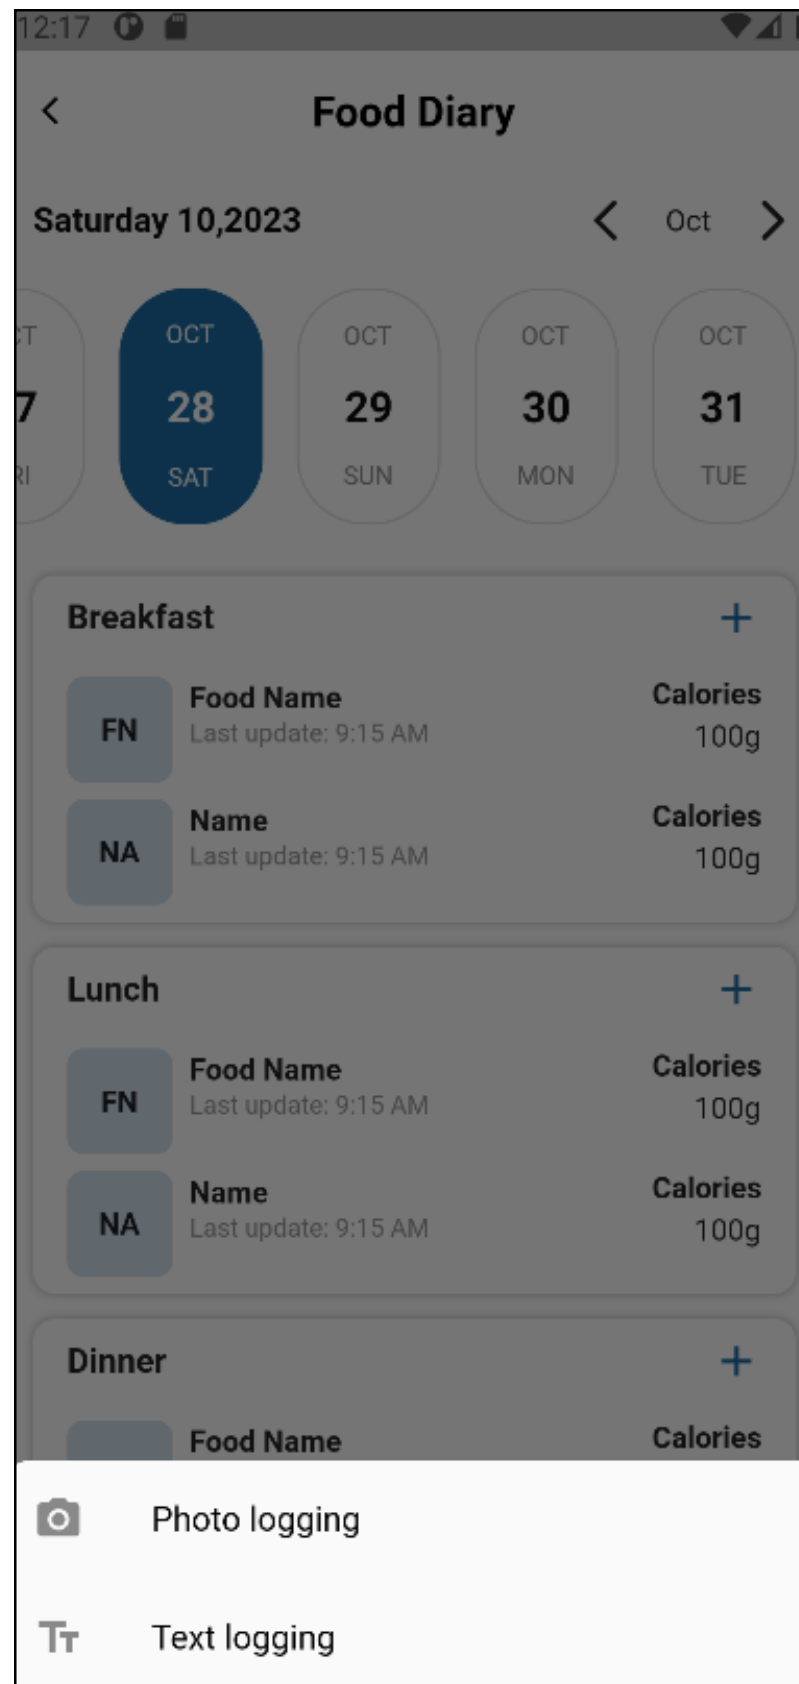 12:17
Food Diary
Saturday 10,2023
Oct
CT OCT OCT OCT OCT
7 28 29 30 31
RI SAT SUN MON TUE
Breakfast
FN Food Name Calories
Last update: 9:15 AM 100g
NA Name Calories
Last update: 9:15 AM 100g
Lunch
FN Food Name Calories
Last update: 9:15 AM 100g
NA Name Calories
Last update: 9:15 AM 100g
Dinner
Food Name Calories
Photo logging
Text logging